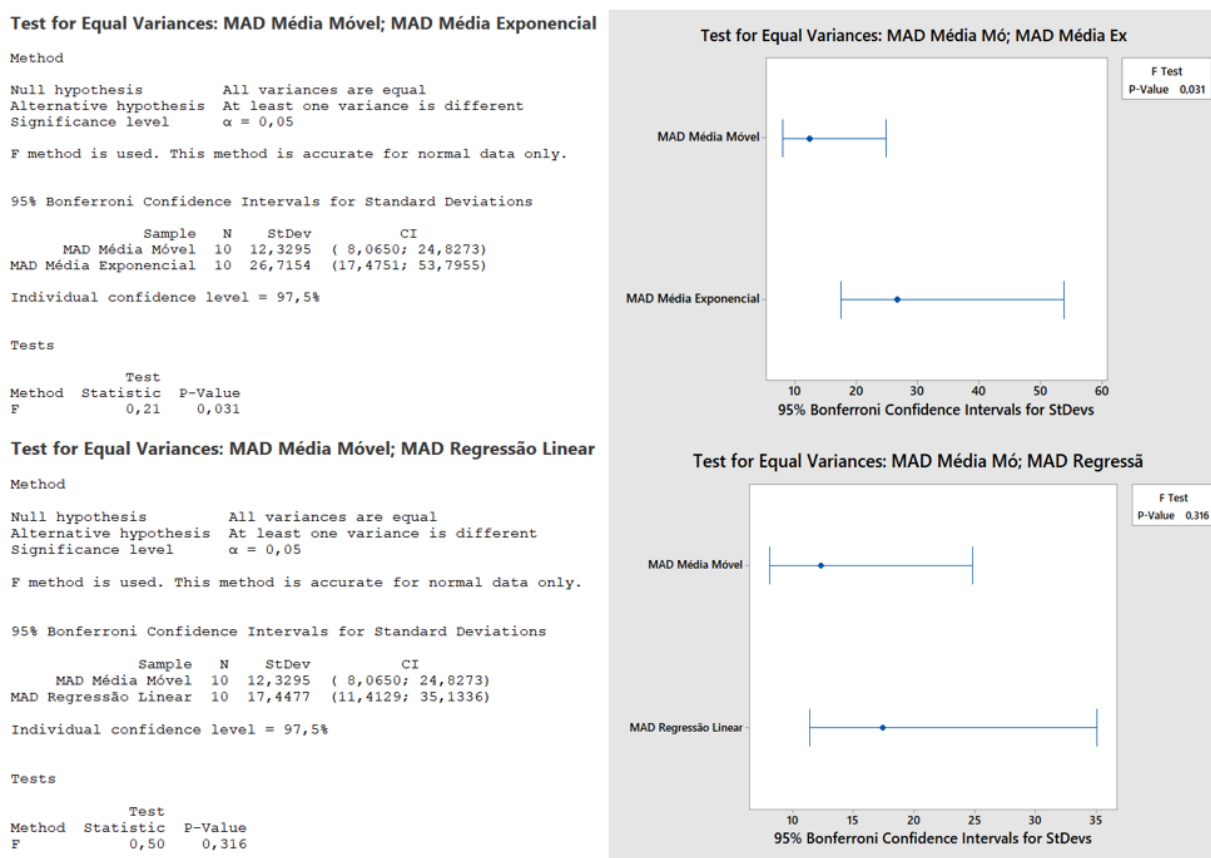 Test for Equal Variances: MAD Média Móvel; MAD Média Exponencial
Method
Null hypothesis All variances are equal
Alternative hypothesis At least one variance is different
Significance level α = 0,05
F method is used. This method is accurate for normal data only.
95% Bonferroni Confidence Intervals for Standard Deviations
Sample N StDev CI
MAD Média Móvel 10 12,3295 ( 8,0650; 24,8273)
MAD Média Exponencial 10 26,7154 (17,4751; 53,7955)
Individual confidence level = 97,5%
Tests
Test
Method Statistic P-Value
F 0,21 0,031
Test for Equal Variances: MAD Média Mó; MAD Média Ex
F Test
P-Value 0,031
MAD Média Móvel
MAD Média Exponencial
10 20 30 40 50 60
95% Bonferroni Confidence Intervals for StDevs
Test for Equal Variances: MAD Média Móvel; MAD Regressão Linear
Method
Null hypothesis All variances are equal
Alternative hypothesis At least one variance is different
Significance level α = 0,05
F method is used. This method is accurate for normal data only.
95% Bonferroni Confidence Intervals for Standard Deviations
Sample N StDev CI
MAD Média Móvel 10 12,3295 ( 8,0650; 24,8273)
MAD Regressão Linear 10 17,4477 (11,4129; 35,1336)
Individual confidence level = 97,5%
Tests
Test
Method Statistic P-Value
F 0,50 0,316
Test for Equal Variances: MAD Média Mó; MAD Regressã
F Test
P-Value 0,316
MAD Média Móvel
MAD Regressão Linear
10 15 20 25 30 35
95% Bonferroni Confidence Intervals for StDevs